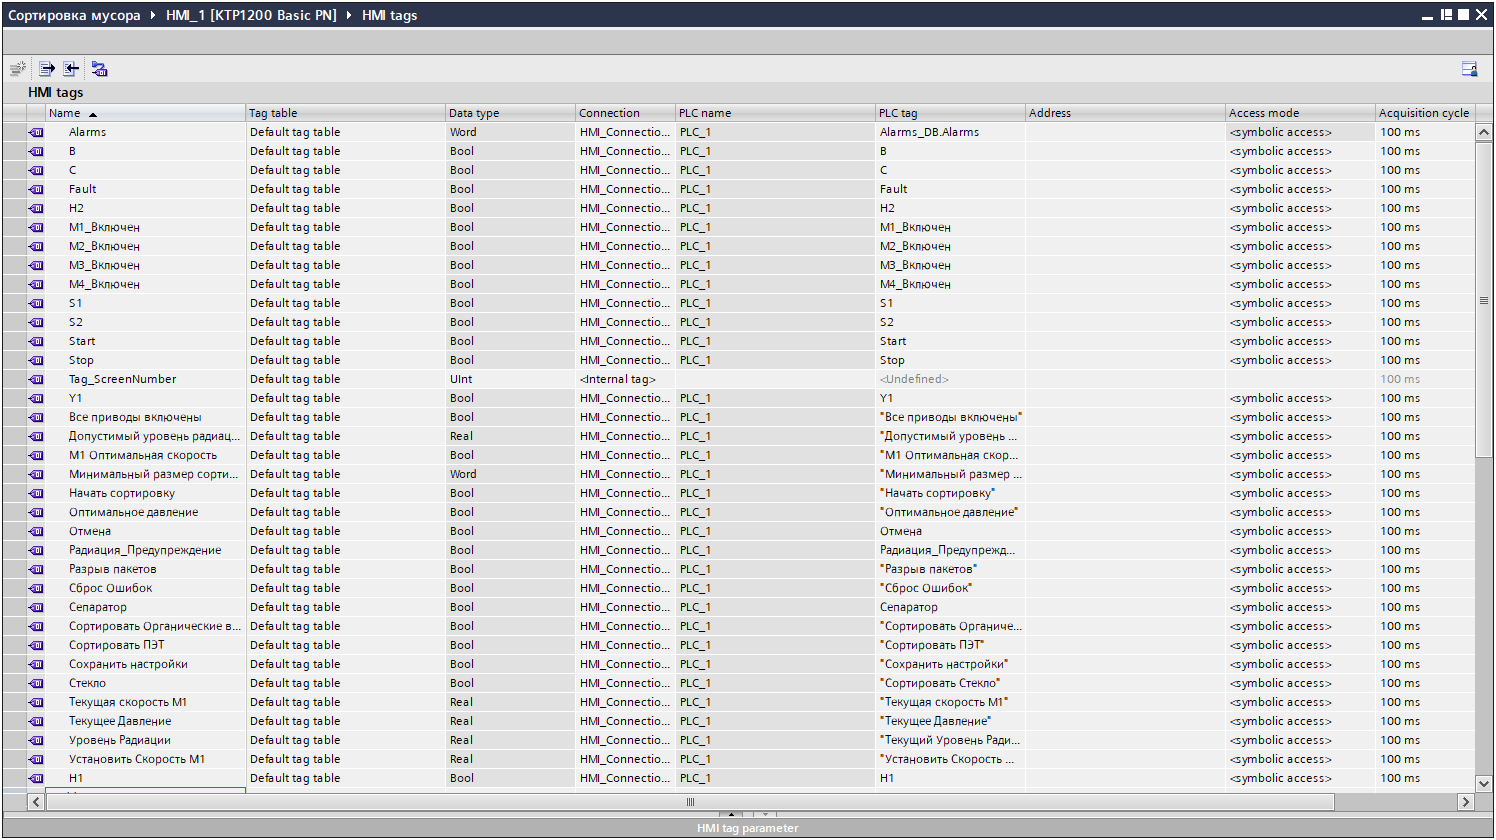 Сортировка мусора ▸ HMI_1 [KTP1200 Basic PN] ▸ HMI tags
HMI tags
Name Tag table Data type Connection PLC name PLC tag Address Access mode Acquisition cycle
Alarms Default tag table Word HMI_Connectio... PLC_1 Alarms_DB.Alarms <symbolic access> 100 ms
B Default tag table Bool HMI_Connectio... PLC_1 B <symbolic access> 100 ms
C Default tag table Bool HMI_Connectio... PLC_1 C <symbolic access> 100 ms
Fault Default tag table Bool HMI_Connectio... PLC_1 Fault <symbolic access> 100 ms
H2 Default tag table Bool HMI_Connectio... PLC_1 H2 <symbolic access> 100 ms
M1_Включен Default tag table Bool HMI_Connectio... PLC_1 M1_Включен <symbolic access> 100 ms
M2_Включен Default tag table Bool HMI_Connectio... PLC_1 M2_Включен <symbolic access> 100 ms
M3_Включен Default tag table Bool HMI_Connectio... PLC_1 M3_Включен <symbolic access> 100 ms
M4_Включен Default tag table Bool HMI_Connectio... PLC_1 M4_Включен <symbolic access> 100 ms
S1 Default tag table Bool HMI_Connectio... PLC_1 S1 <symbolic access> 100 ms
S2 Default tag table Bool HMI_Connectio... PLC_1 S2 <symbolic access> 100 ms
Start Default tag table Bool HMI_Connectio... PLC_1 Start <symbolic access> 100 ms
Stop Default tag table Bool HMI_Connectio... PLC_1 Stop <symbolic access> 100 ms
Tag_ScreenNumber Default tag table UInt <Internal tag> <Undefined> 100 ms
Y1 Default tag table Bool HMI_Connectio... PLC_1 Y1 <symbolic access> 100 ms
Все приводы включены Default tag table Bool HMI_Connectio... PLC_1 "Все приводы включены" <symbolic access> 100 ms
Допустимый уровень радиац... Default tag table Real HMI_Connectio... PLC_1 "Допустимый уровень ... <symbolic access> 100 ms
M1 Оптимальная скорость Default tag table Bool HMI_Connectio... PLC_1 "M1 Оптимальная скор... <symbolic access> 100 ms
Минимальный размер сорти... Default tag table Word HMI_Connectio... PLC_1 "Минимальный размер ... <symbolic access> 100 ms
Начать сортировку Default tag table Bool HMI_Connectio... PLC_1 "Начать сортировку" <symbolic access> 100 ms
Оптимальное давление Default tag table Bool HMI_Connectio... PLC_1 "Оптимальное давление" <symbolic access> 100 ms
Отмена Default tag table Bool HMI_Connectio... PLC_1 Отмена <symbolic access> 100 ms
Радиация_Предупреждение Default tag table Bool HMI_Connectio... PLC_1 Радиация_Предупрежд... <symbolic access> 100 ms
Разрыв пакетов Default tag table Bool HMI_Connectio... PLC_1 "Разрыв пакетов" <symbolic access> 100 ms
Сброс Ошибок Default tag table Bool HMI_Connectio... PLC_1 "Сброс Ошибок" <symbolic access> 100 ms
Сепаратор Default tag table Bool HMI_Connectio... PLC_1 Сепаратор <symbolic access> 100 ms
Сортировать Органические в... Default tag table Bool HMI_Connectio... PLC_1 "Сортировать Органиче... <symbolic access> 100 ms
Сортировать ПЭТ Default tag table Bool HMI_Connectio... PLC_1 "Сортировать ПЭТ" <symbolic access> 100 ms
Сохранить настройки Default tag table Bool HMI_Connectio... PLC_1 "Сохранить настройки" <symbolic access> 100 ms
Стекло Default tag table Bool HMI_Connectio... PLC_1 "Сортировать Стекло" <symbolic access> 100 ms
Текущая скорость M1 Default tag table Real HMI_Connectio... PLC_1 "Текущая скорость M1" <symbolic access> 100 ms
Текущее Давление Default tag table Real HMI_Connectio... PLC_1 "Текущее Давление" <symbolic access> 100 ms
Уровень Радиации Default tag table Real HMI_Connectio... PLC_1 "Текущий Уровень Ради... <symbolic access> 100 ms
Установить Скорость M1 Default tag table Real HMI_Connectio... PLC_1 "Установить Скорость ... <symbolic access> 100 ms
H1 Default tag table Bool HMI_Connectio... PLC_1 H1 <symbolic access> 100 ms
HMI tag parameter